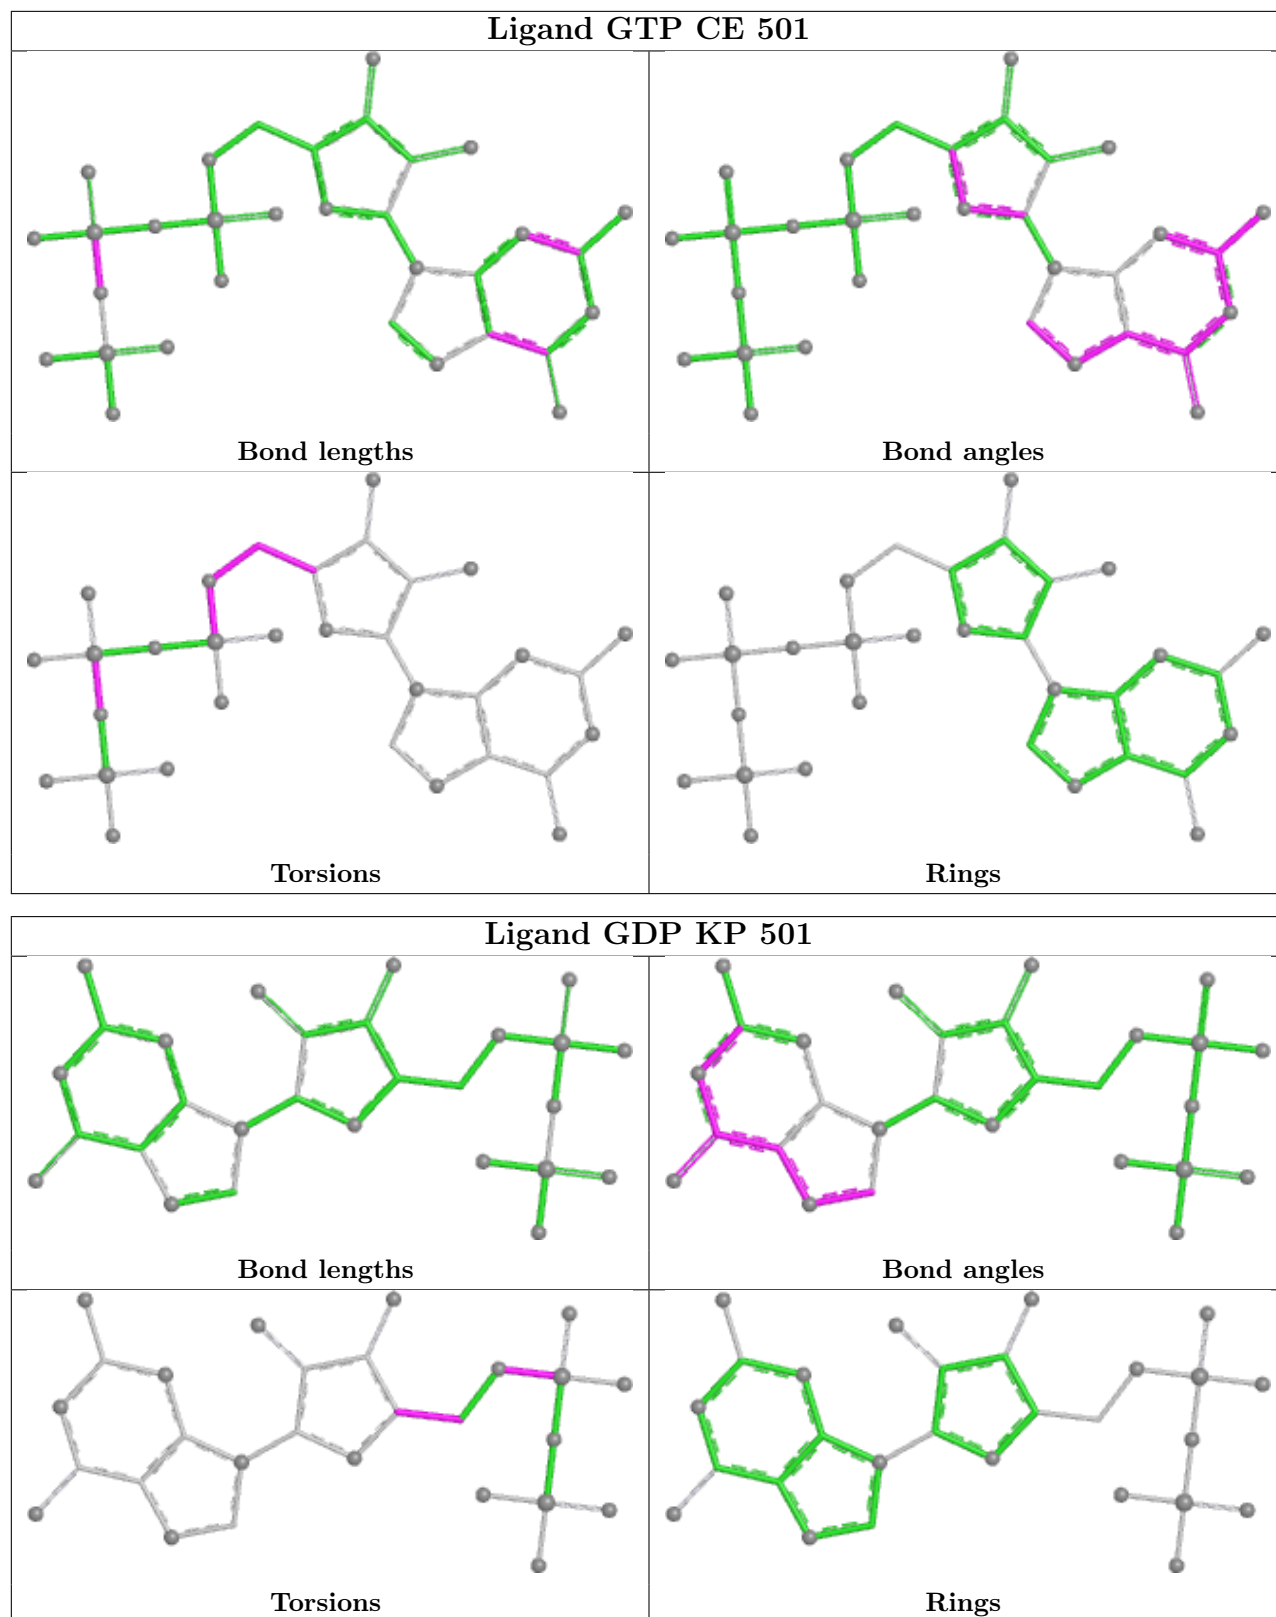 Ligand GTP CE 501
Bond lengths
Bond angles
Torsions
Rings
Ligand GDP KP 501
Bond lengths
Bond angles
Torsions
Rings